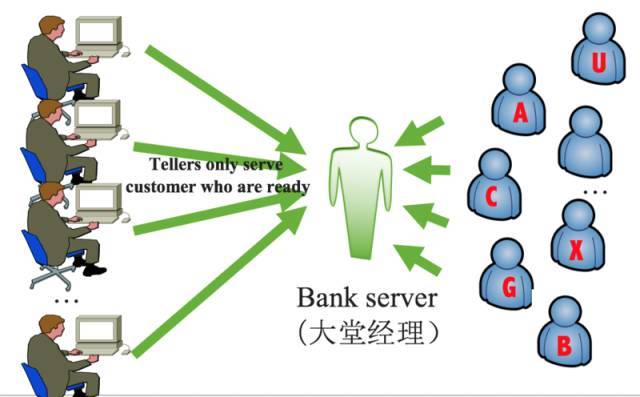 U
A
Tellers only serve
customer who are ready
C
...
X
G
...
Bank server
(大堂经理）
B